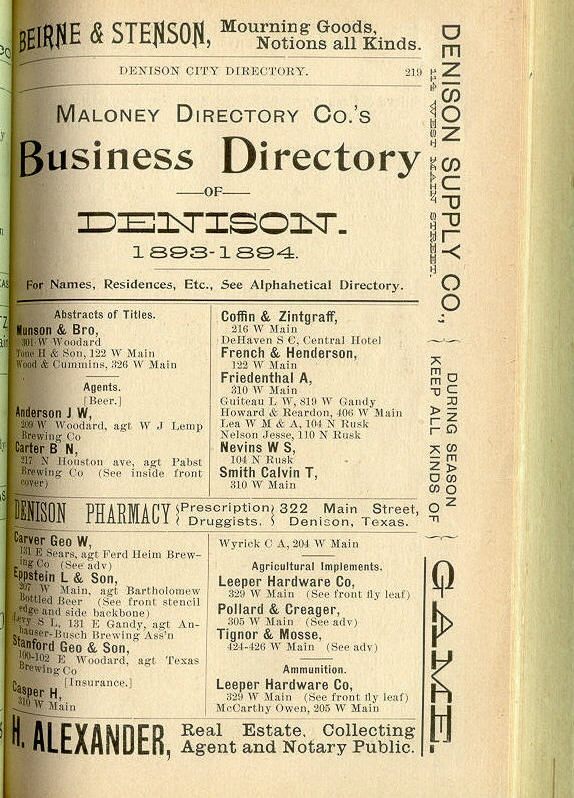 BEIRNE & STENSON, Mourning Goods,
Notions all Kinds.
DENISON CITY DIRECTORY. 219
MALONEY DIRECTORY CO.'S
Business Directory
—OF—
DENISON.
1893-1894.
For Names, Residences, Etc., See Alphabetical Directory.
Abstracts of Titles.
Munson & Bro,
301 W Woodard
Tone H & Son, 122 W Main
Wood & Cummins, 326 W Main
Agents.
[Beer.]
Anderson J W,
209 W Woodard, agt W J Lemp
Brewing Co
Carter B N,
217 N Houston ave, agt Pabst
Brewing Co (See inside front
cover)
Coffin & Zintgraff,
216 W Main
DeHaven S C, Central Hotel
French & Henderson,
122 W Main
Friedenthal A,
310 W Main
Guiteau L W, 819 W Gandy
Howard & Reardon, 406 W Main
Lea W M & A, 104 N Rusk
Nelson Jesse, 110 N Rusk
Nevins W S,
104 N Rusk
Smith Calvin T,
310 W Main
DENISON PHARMACY { Prescription } 322 Main Street,
Druggists. Denison, Texas.
Carver Geo W,
131 E Sears, agt Ferd Heim Brew-
ing Co (See adv)
Eppstein L & Son,
207 W Main, agt Bartholomew
Bottled Beer (See front stencil
edge and side backbone)
Levy S L, 131 E Gandy, agt An-
hauser-Busch Brewing Ass'n
Stanford Geo & Son,
100-102 E Woodard, agt Texas
Brewing Co
[Insurance.]
Casper H,
310 W Main
Wyrick C A, 204 W Main
Agricultural Implements.
Leeper Hardware Co,
329 W Main (See front fly leaf)
Pollard & Creager,
305 W Main (See adv)
Tignor & Mosse,
424-426 W Main (See adv)
Ammunition.
Leeper Hardware Co,
329 W Main (See front fly leaf)
McCarthy Owen, 205 W Main
H. ALEXANDER, Real Estate, Collecting
Agent and Notary Public.
DENISON SUPPLY CO.,
114 WEST MAIN STREET.
DURING SEASON
KEEP ALL KINDS OF
GAME.